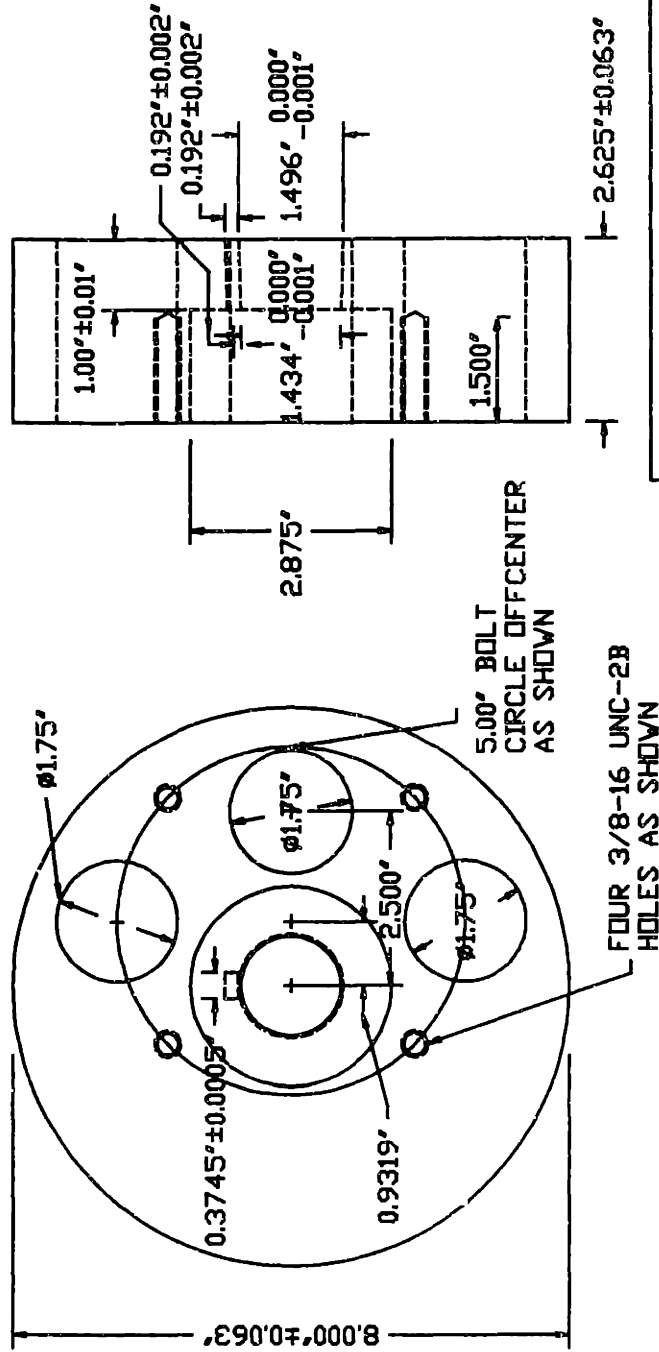 8.000"±0.063"
0.3745"±0.0005"
0.9319"
ø1.75"
ø1.75"
ø1.75"
2.500"
5.00" BOLT
CIRCLE OFFCENTER
AS SHOWN
FOUR 3/8-16 UNC-2B
HOLES AS SHOWN
2.875"
1.00"±0.01"
0.192"±0.002"
0.192"±0.002"
1.434" 0.000" -0.001"
1.496" 0.000" -0.001"
1.500"
2.625"±0.063"